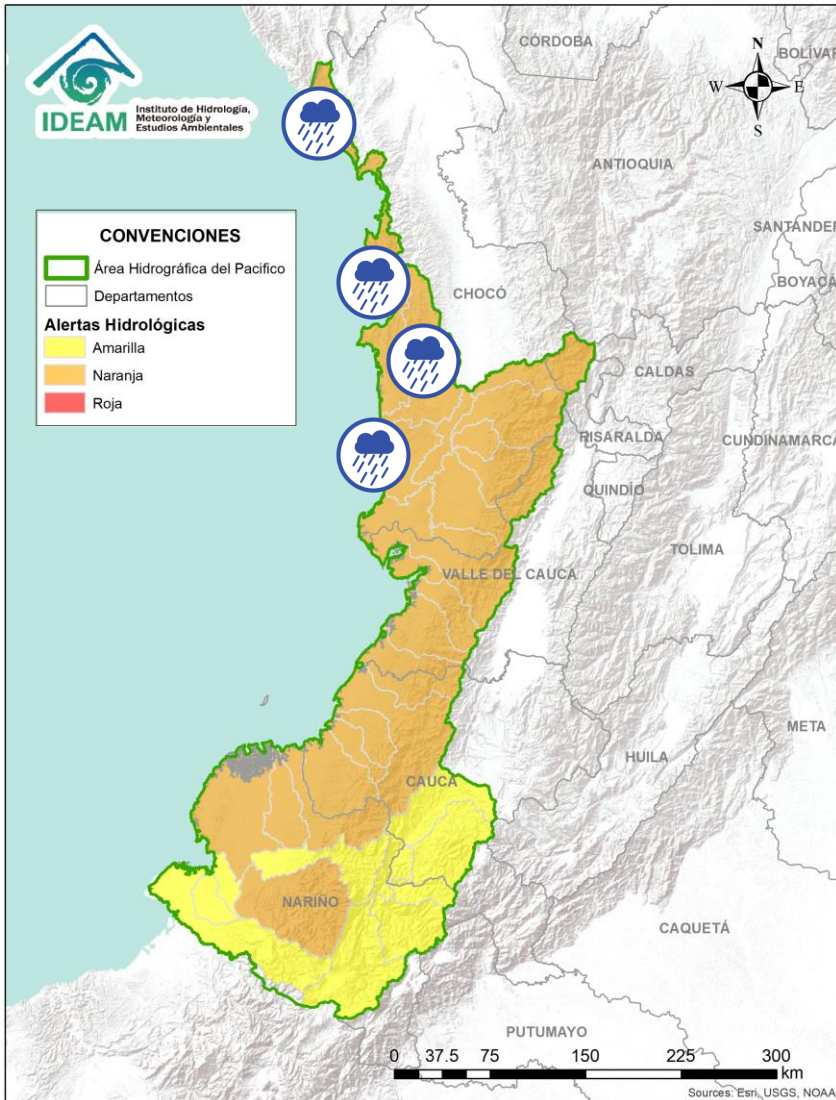 IDEAM
Instituto de Hidrología,
Meteorología y
Estudios Ambientales
CÓRDOBA
BOLÍVAR
N
W
E
S
ANTIOQUIA
SANTANDER
CONVENCIONES
Área Hidrográfica del Pacifico
Departamentos
Alertas Hidrológicas
Amarilla
Naranja
Roja
BOYACÁ
CHOCÓ
CALDAS
RISARALDA
CUNDINAMARCA
QUINDÍO
TOLIMA
VALLE DEL CAUCA
META
HUILA
CAUCA
NARIÑO
CAQUETÁ
PUTUMAYO
0 37.5 75 150 225 300
km
Sources: Esri, USGS, NOAA